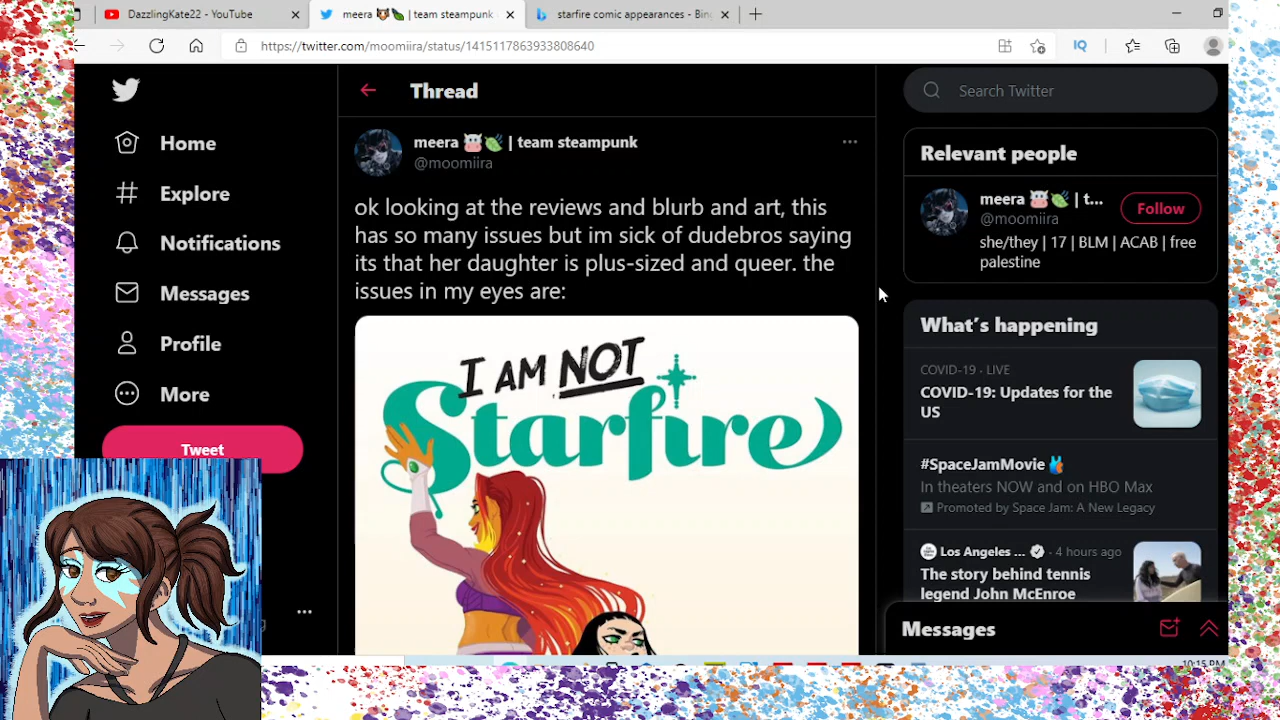 DazzlingKate22 - YouTube
meera | team steampunk
starfire comic appearances - Bing
https://twitter.com/moomiira/status/1415117863933808640
IQ
Home
Explore
Notifications
Messages
Profile
More
Tweet
Thread
meera | team steampunk
@moomiira
ok looking at the reviews and blurb and art, this
has so many issues but im sick of dudebros saying
its that her daughter is plus-sized and queer. the
issues in my eyes are:
I AM NOT
Starfire
Search Twitter
Relevant people
meera | t...
@moomiira
Follow
she/they | 17 | BLM | ACAB | free
palestine
What's happening
COVID-19 · LIVE
COVID-19: Updates for the
US
#SpaceJamMovie
In theaters NOW and on HBO Max
Promoted by Space Jam: A New Legacy
Los Angeles ... · 4 hours ago
The story behind tennis
legend John McEnroe
Messages
10:15 PM